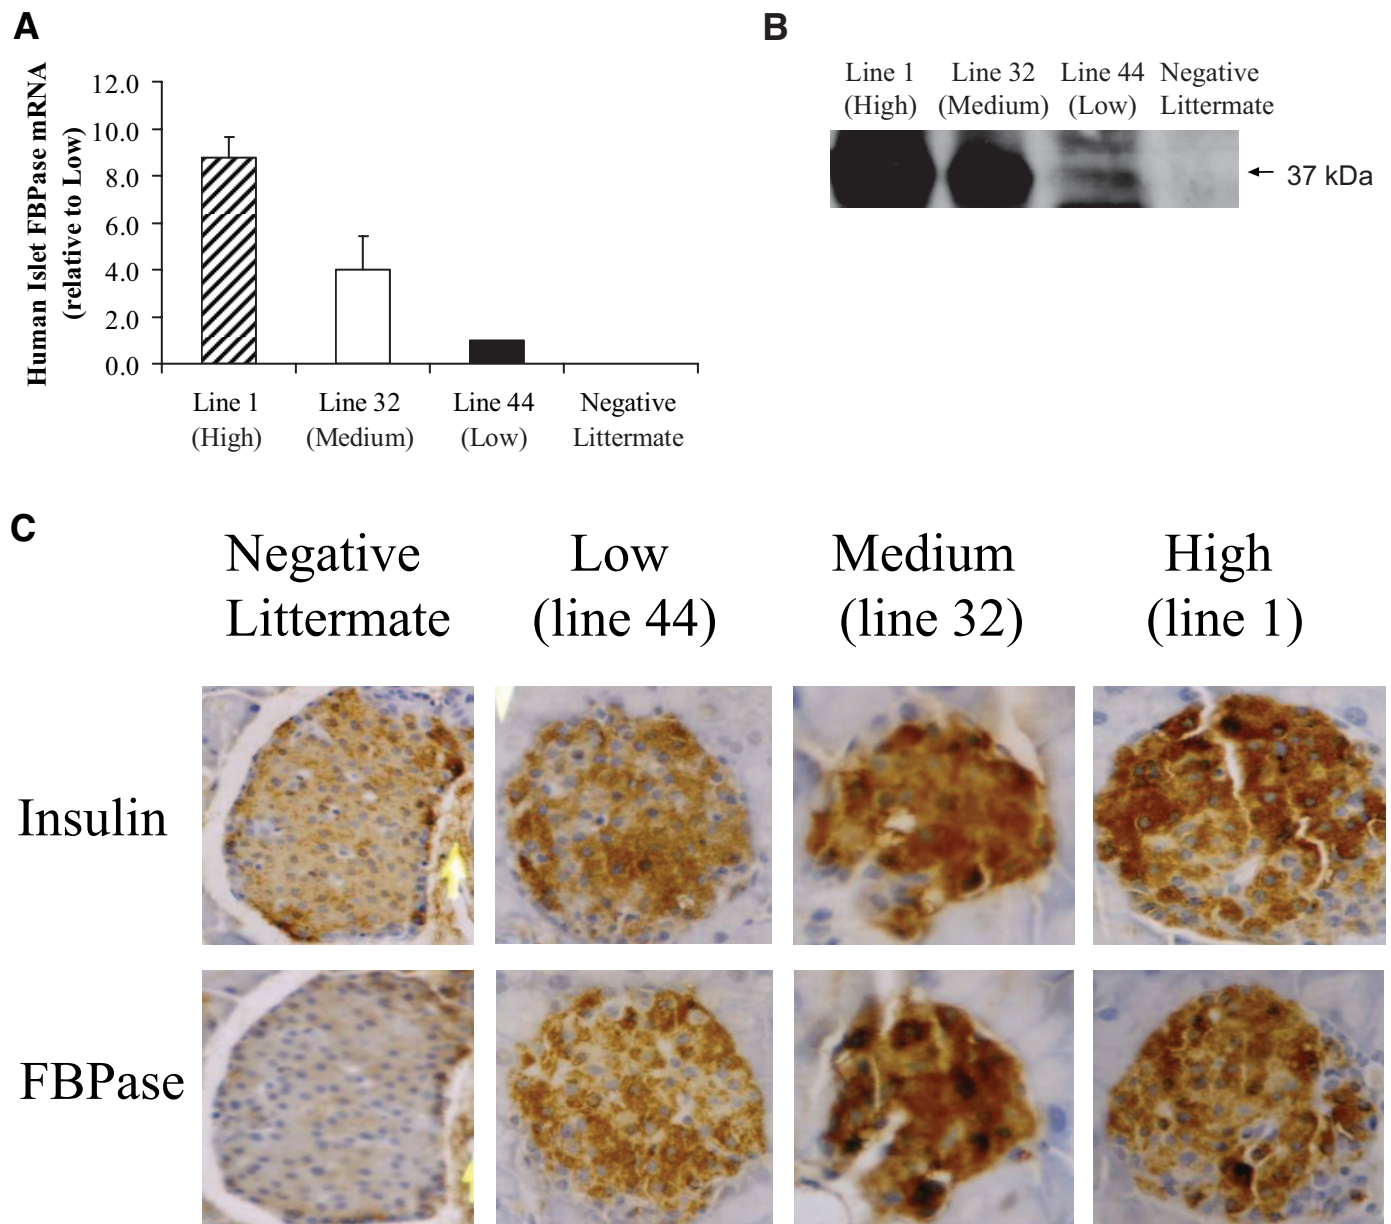 A
Human Islet FBPase mRNA
(relative to Low)
12.0
10.0
8.0
6.0
4.0
2.0
0.0
Line 1
(High)
Line 32
(Medium)
Line 44
(Low)
Negative
Littermate
B
Line 1
(High)
Line 32
(Medium)
Line 44
(Low)
Negative
Littermate
37 kDa
C
Negative
Littermate
Low
(line 44)
Medium
(line 32)
High
(line 1)
Insulin
FBPase